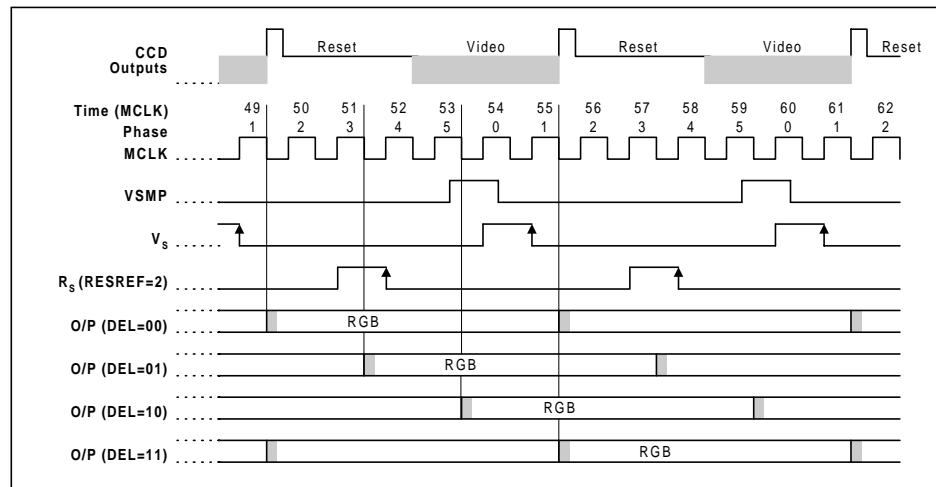 CCD Outputs
Reset Video Reset Video Reset
Time (MCLK) 49 50 51 52 53 54 55 56 57 58 59 60 61 62
Phase 1 2 3 4 5 0 1 2 3 4 5 0 1 2
MCLK
VSMP
VS
RS (RESREF=2)
O/P (DEL=00) RGB
O/P (DEL=01) RGB
O/P (DEL=10) RGB
O/P (DEL=11) RGB